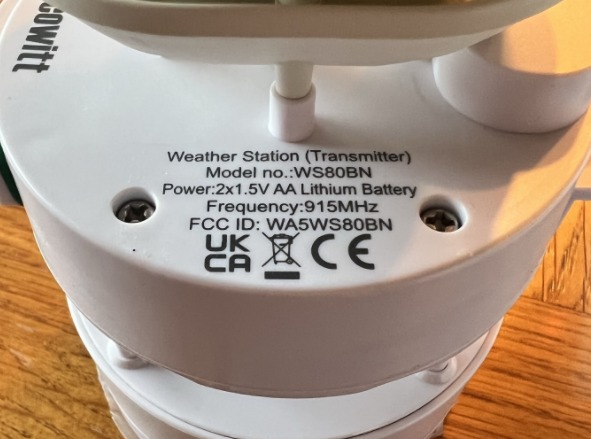 ecowitt
Weather Station (Transmitter)
Model no.:WS80BN
Power:2x1.5V AA Lithium Battery
Frequency:915MHz
FCC ID: WA5WS80BN
UK
CA CE